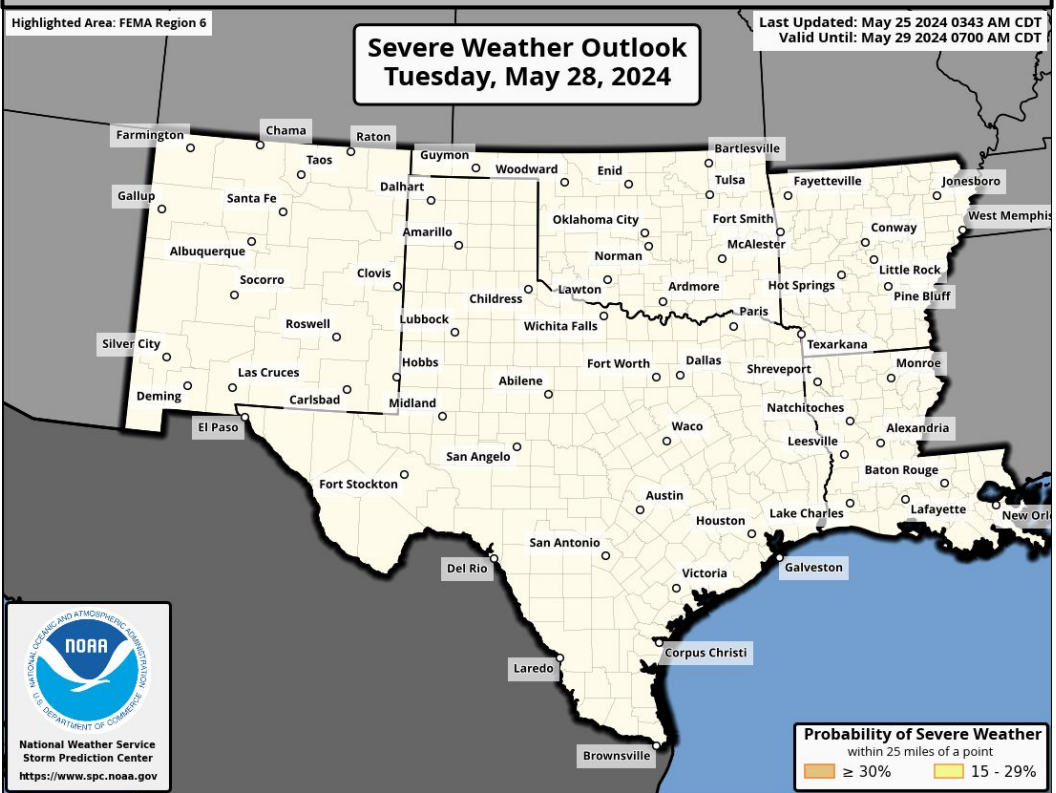 Highlighted Area: FEMA Region 6
Severe Weather Outlook
Tuesday, May 28, 2024
Last Updated: May 25 2024 0343 AM CDT
Valid Until: May 29 2024 0700 AM CDT
Farmington
Chama
Raton
Taos
Gallup
Santa Fe
Albuquerque
Socorro
Clovis
Roswell
Silver City
Las Cruces
Deming
Carlsbad
Hobbs
Guymon
Woodward
Enid
Bartlesville
Tulsa
Oklahoma City
Norman
McAlester
Lawton
Ardmore
Fayetteville
Jonesboro
Fort Smith
Conway
West Memphis
Little Rock
Hot Springs
Pine Bluff
Texarkana
Dalhart
Amarillo
Childress
Lubbock
Wichita Falls
Paris
Fort Worth
Dallas
Abilene
Midland
El Paso
San Angelo
Waco
Fort Stockton
Austin
Houston
San Antonio
Del Rio
Victoria
Galveston
Corpus Christi
Laredo
Brownsville
Shreveport
Monroe
Natchitoches
Alexandria
Leesville
Baton Rouge
Lake Charles
Lafayette
New Orl
NATIONAL OCEANIC AND ATMOSPHERIC ADMINISTRATION
NOAA
U.S. DEPARTMENT OF COMMERCE
National Weather Service
Storm Prediction Center
https://www.spc.noaa.gov
Probability of Severe Weather
within 25 miles of a point
≥ 30%
15 - 29%